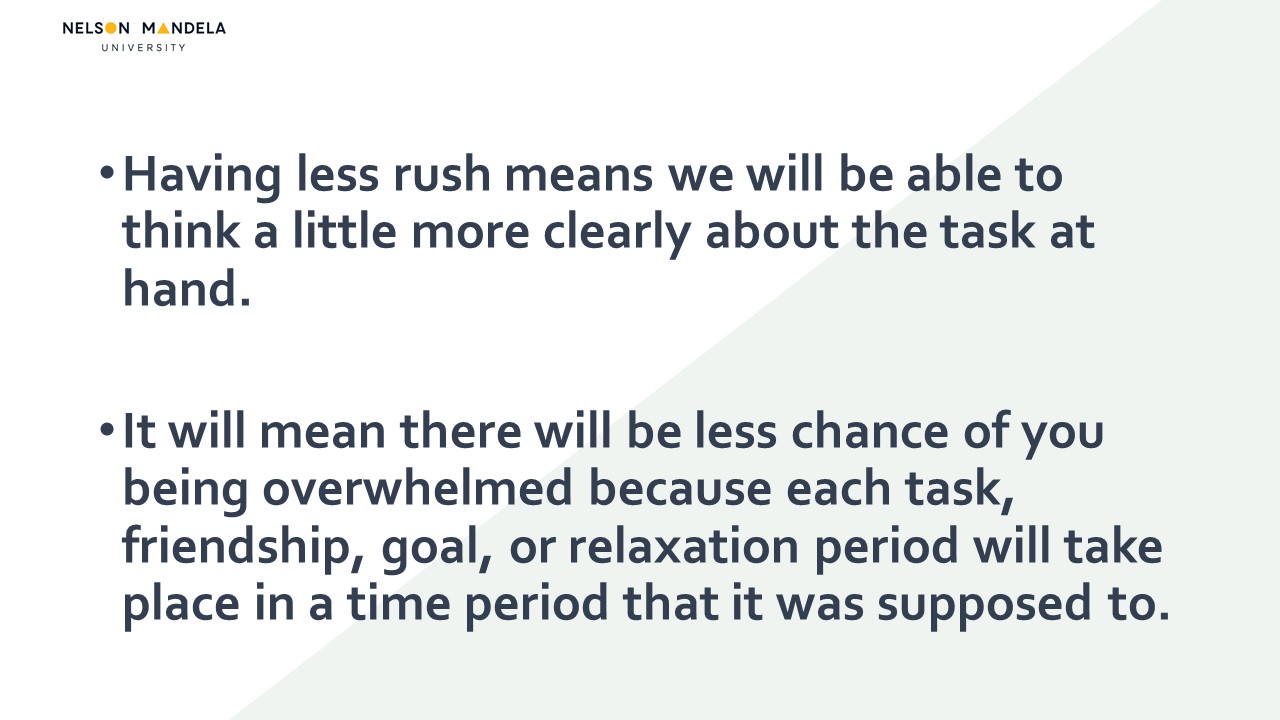 NELSON MANDELA
UNIVERSITY
•Having less rush means we will be able to
think a little more clearly about the task at
hand.
•It will mean there will be less chance of you
being overwhelmed because each task,
friendship, goal, or relaxation period will take
place in a time period that it was supposed to.